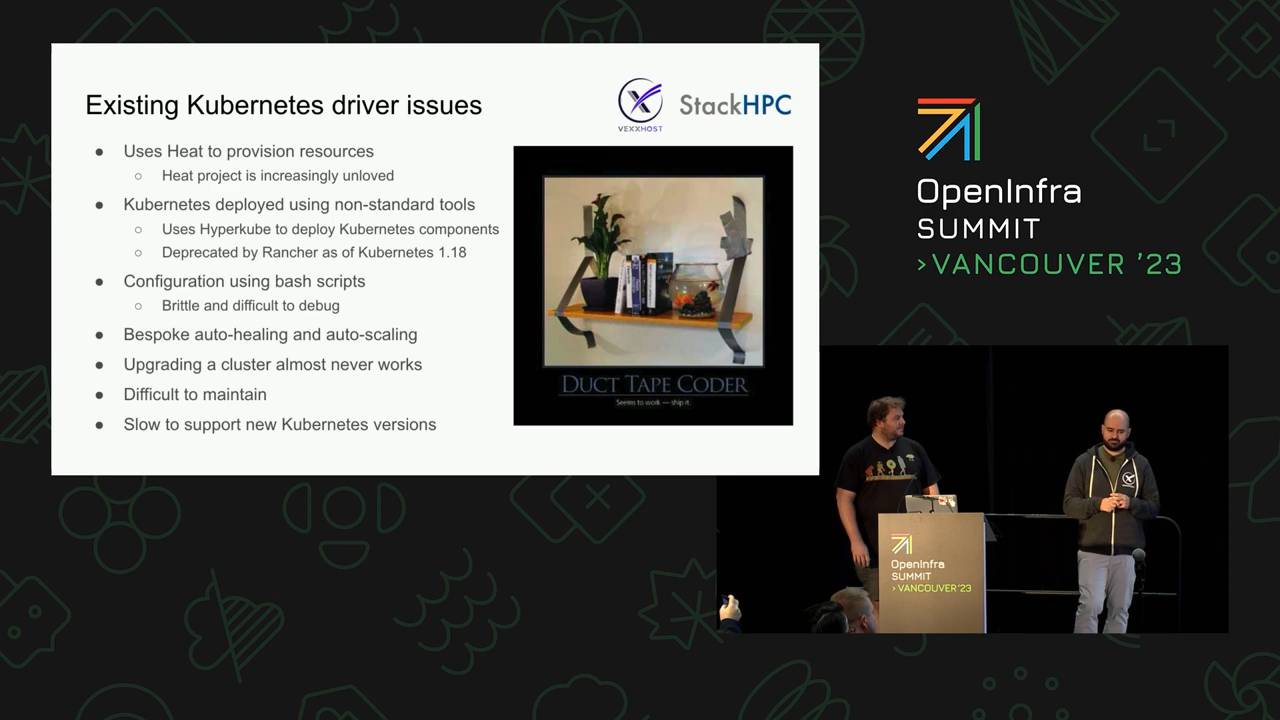 Existing Kubernetes driver issues
VEXXHOST
StackHPC
● Uses Heat to provision resources
○ Heat project is increasingly unloved
● Kubernetes deployed using non-standard tools
○ Uses Hyperkube to deploy Kubernetes components
○ Deprecated by Rancher as of Kubernetes 1.18
● Configuration using bash scripts
○ Brittle and difficult to debug
● Bespoke auto-healing and auto-scaling
● Upgrading a cluster almost never works
● Difficult to maintain
● Slow to support new Kubernetes versions
DUCT TAPE CODER
Seems to work — ship it.
OpenInfra
SUMMIT
>VANCOUVER '23
OpenInfra
SUMMIT
> VANCOUVER '23